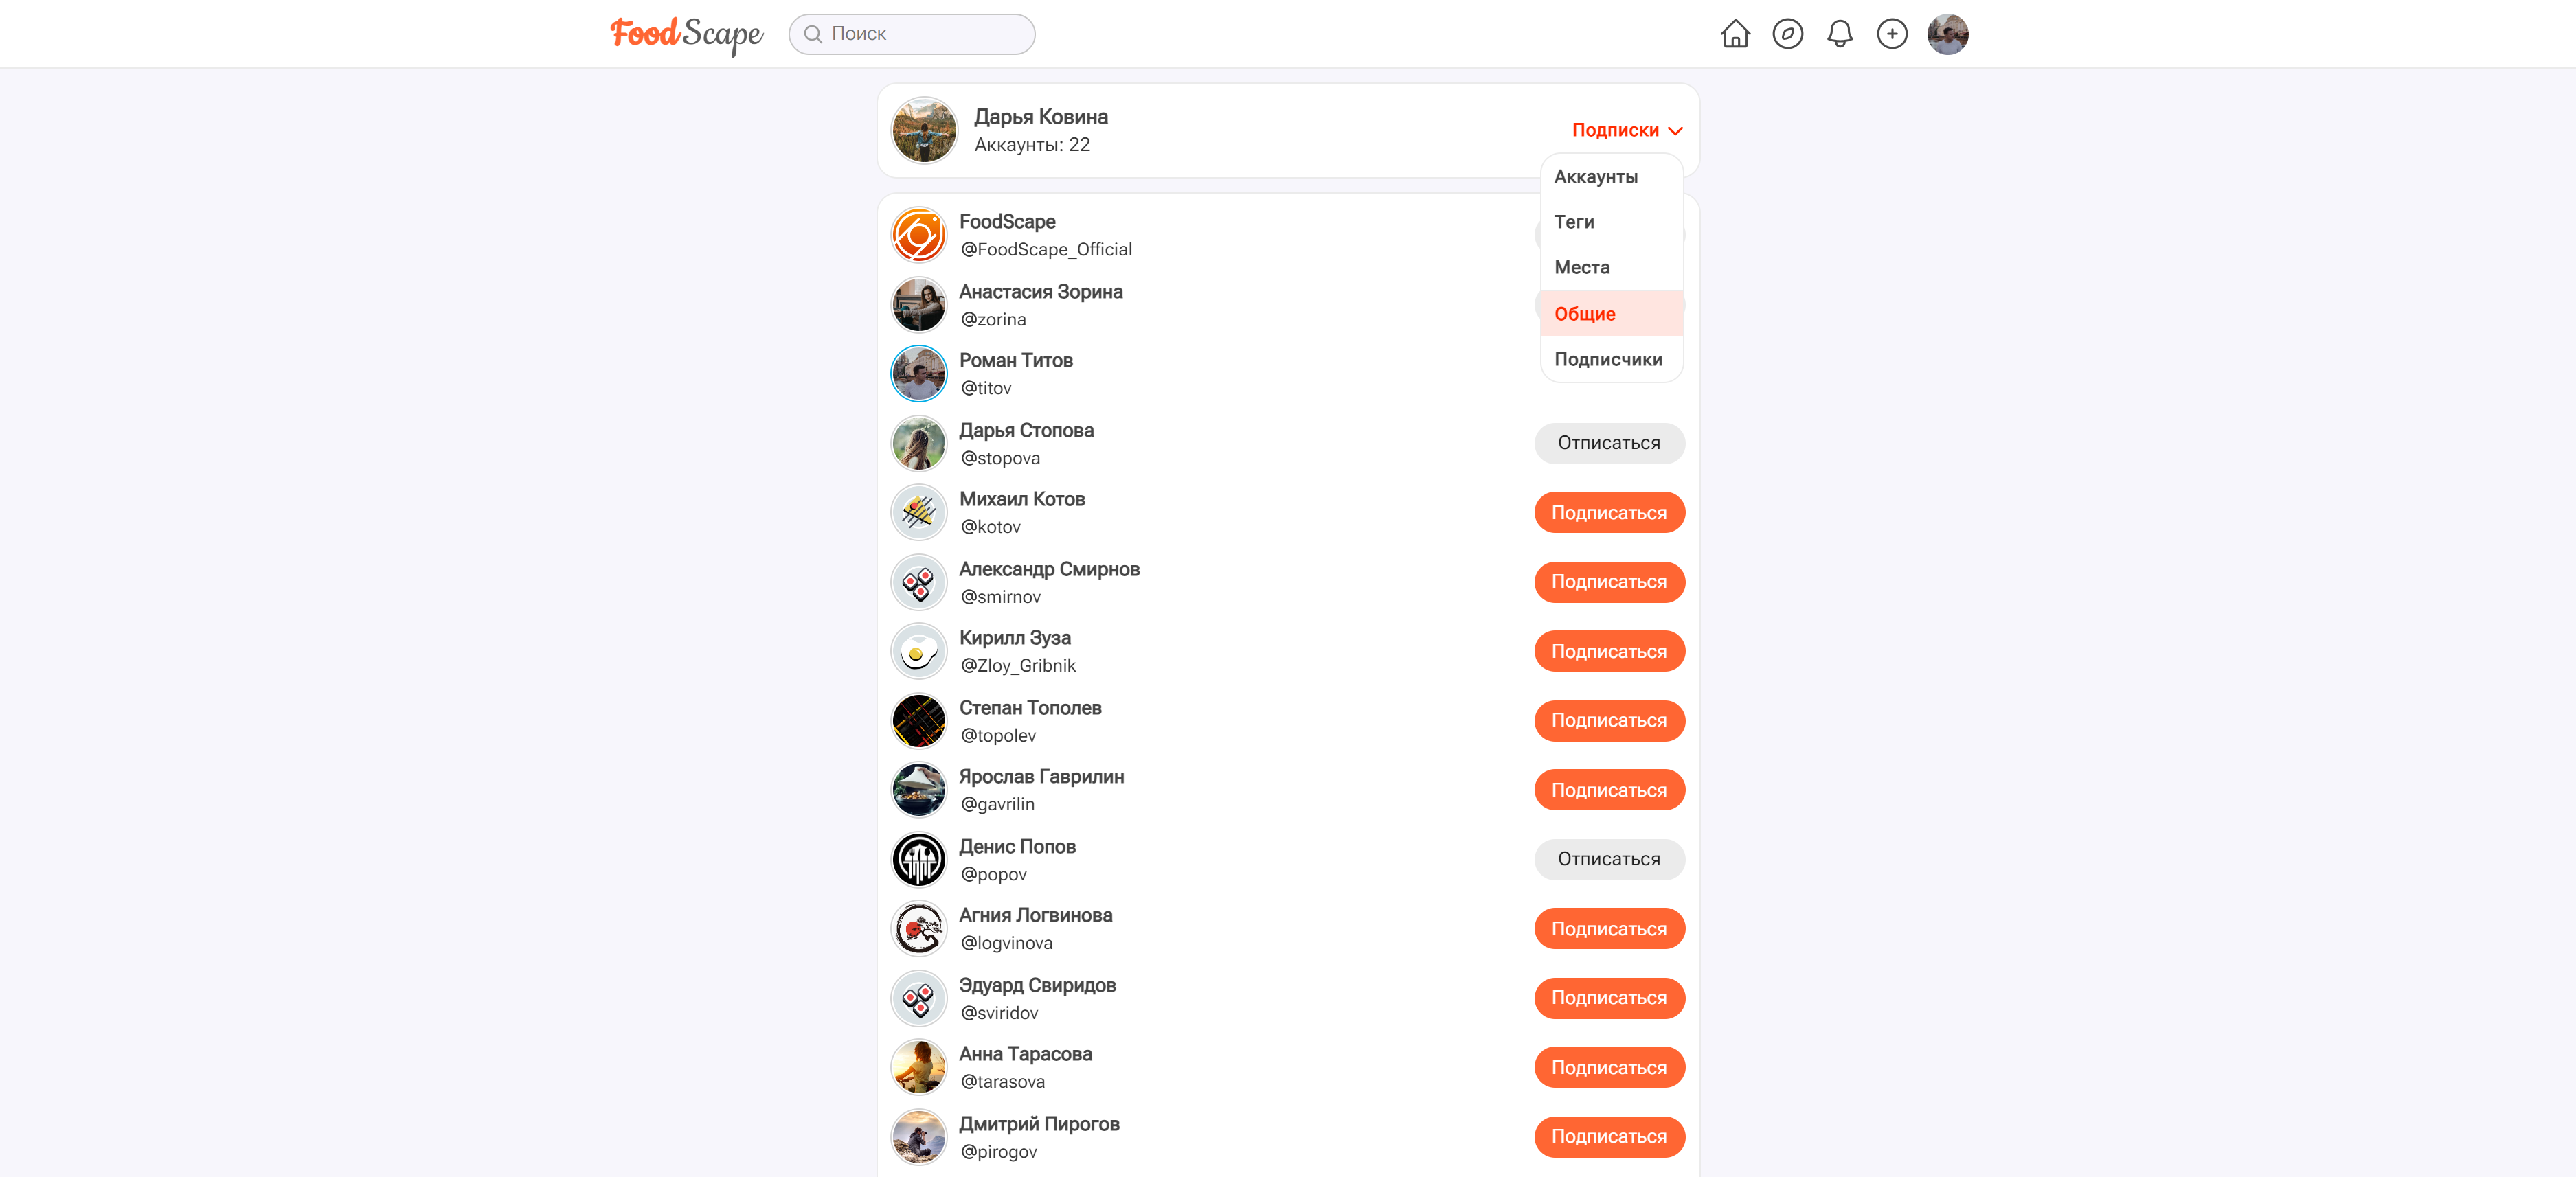 FoodScape
Поиск
Дарья Ковина
Аккаунты: 22
Подписки
Аккаунты
Теги
Места
Общие
Подписчики
FoodScape
@FoodScape_Official
Анастасия Зорина
@zorina
Роман Титов
@titov
Дарья Стопова
@stopova
Отписаться
Михаил Котов
@kotov
Подписаться
Александр Смирнов
@smirnov
Подписаться
Кирилл Зуза
@Zloy_Gribnik
Подписаться
Степан Тополев
@topolev
Подписаться
Ярослав Гаврилин
@gavrilin
Подписаться
Денис Попов
@popov
Отписаться
Агния Логвинова
@logvinova
Подписаться
Эдуард Свиридов
@sviridov
Подписаться
Анна Тарасова
@tarasova
Подписаться
Дмитрий Пирогов
@pirogov
Подписаться